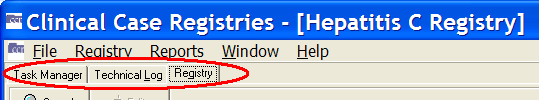 Clinical Case Registries - [Hepatitis C Registry]
File Registry Reports Window Help
Task Manager Technical Log Registry